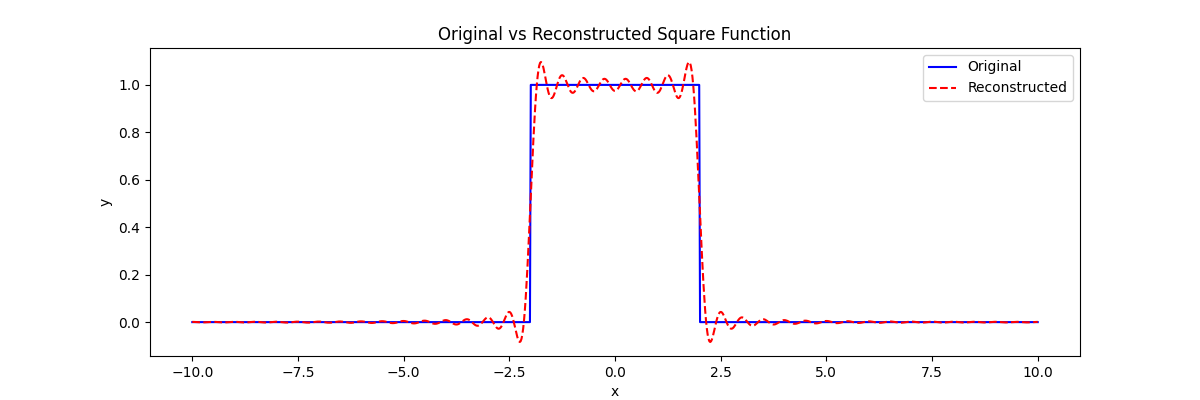 Original vs Reconstructed Square Function
Original
Reconstructed
1.0
0.8
0.6
0.4
0.2
0.0
y
−10.0 −7.5 −5.0 −2.5 0.0 2.5 5.0 7.5 10.0
x